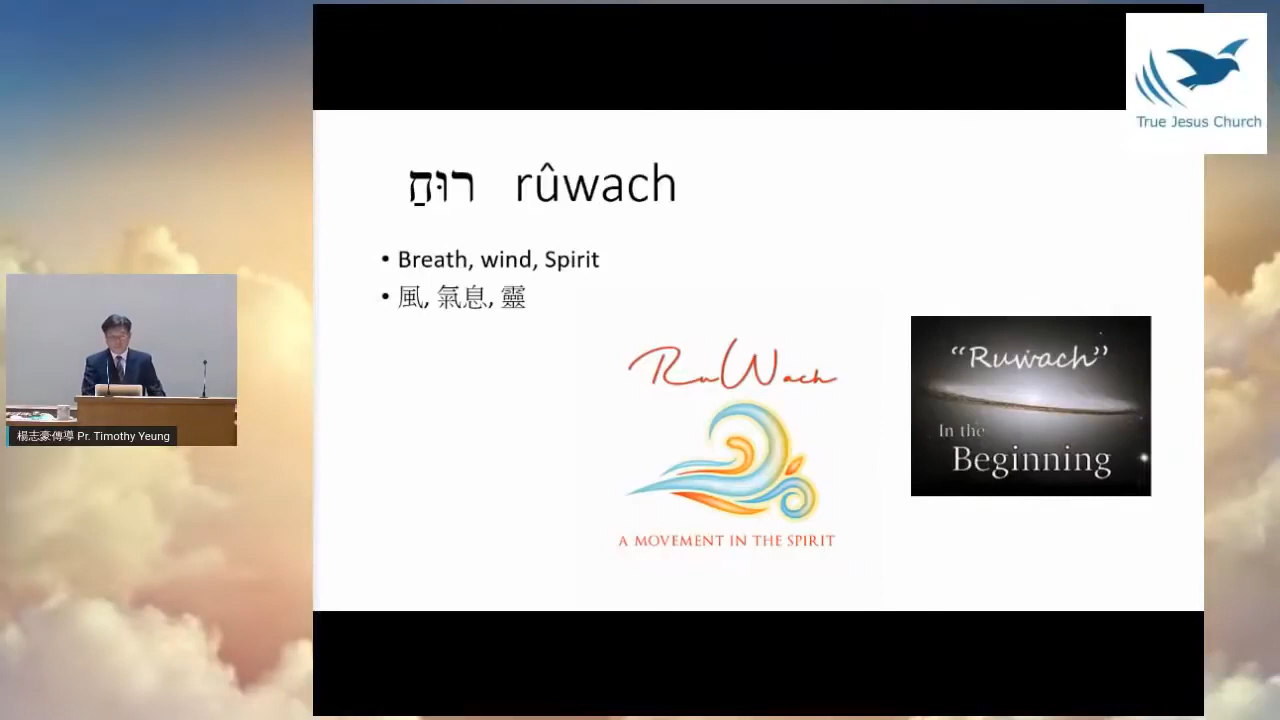 True Jesus Church
רוּחַ rûwach
• Breath, wind, Spirit
• 風, 氣息, 靈
RuWach
A MOVEMENT IN THE SPIRIT
“Ruwach”
In the
Beginning
楊志豪傳導 Pr. Timothy Yeung